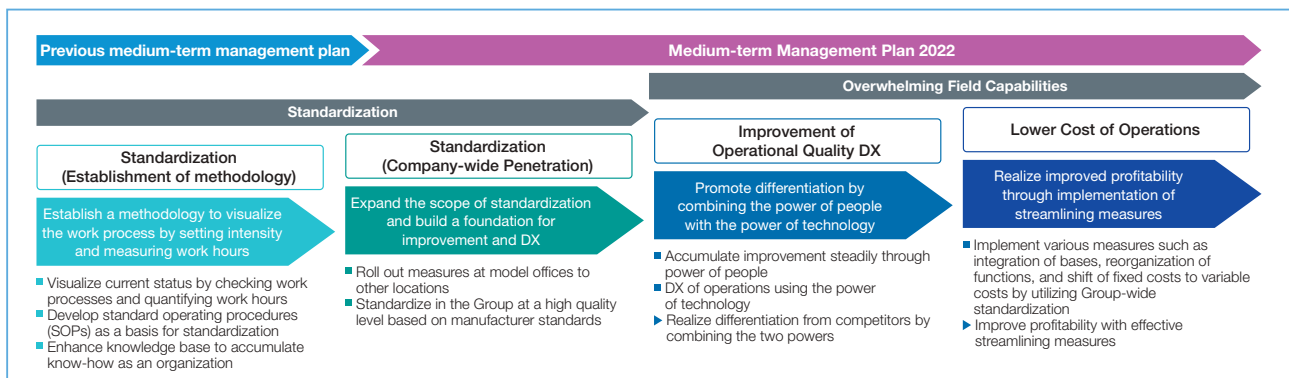 Previous medium-term management plan
Medium-term Management Plan 2022
Overwhelming Field Capabilities
Standardization
Standardization
(Establishment of methodology)
Establish a methodology to visualize
the work process by setting intensity
and measuring work hours
Visualize current status by checking work
processes and quantifying work hours
Develop standard operating procedures
(SOPs) as a basis for standardization
Enhance knowledge base to accumulate
know-how as an organization
Standardization
(Company-wide Penetration)
Expand the scope of standardization
and build a foundation for
improvement and DX
Roll out measures at model offices to
other locations
Standardize in the Group at a high quality
level based on manufacturer standards
Improvement of
Operational Quality DX
Promote differentiation by
combining the power of people
with the power of technology
Accumulate improvement steadily through
power of people
DX of operations using the power
of technology
Realize differentiation from competitors by
combining the two powers
Lower Cost of Operations
Realize improved profitability
through implementation of
streamlining measures
Implement various measures such as
integration of bases, reorganization of
functions, and shift of fixed costs to variable
costs by utilizing Group-wide
standardization
Improve profitability with effective
streamlining measures